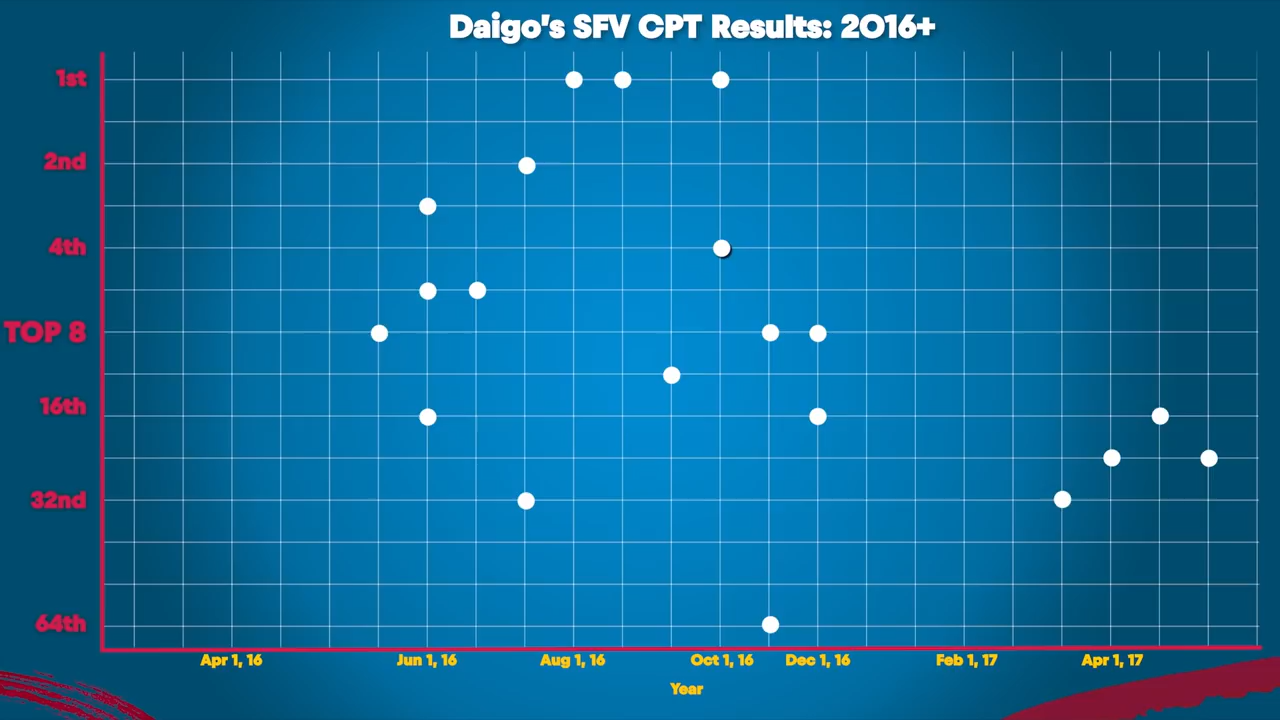 Daigo's SFV CPT Results: 2016+
1st
2nd
4th
TOP 8
16th
32nd
64th
Apr 1, 16
Jun 1, 16
Aug 1, 16
Oct 1, 16
Dec 1, 16
Feb 1, 17
Apr 1, 17
Year